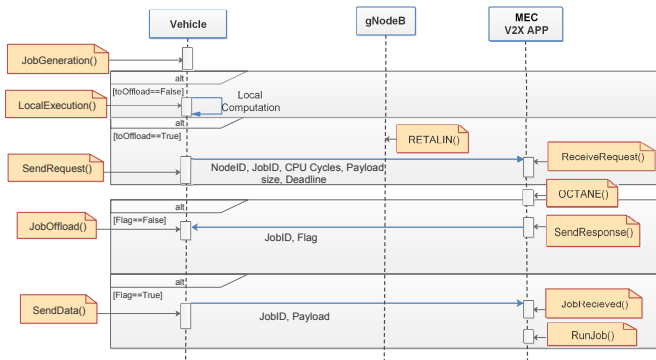 Vehicle
gNodeB
MEC
V2X APP
JobGeneration()
alt
[toOffload==False]
LocalExecution()
Local
Computation
alt
[toOffload==True]
RETALIN()
SendRequest()
NodeID, JobID, CPU Cycles, Payload
size, Deadline
ReceiveRequest()
OCTANE()
alt
[Flag==False]
JobOffload()
JobID, Flag
SendResponse()
alt
[Flag==True]
SendData()
JobID, Payload
JobRecieved()
RunJob()